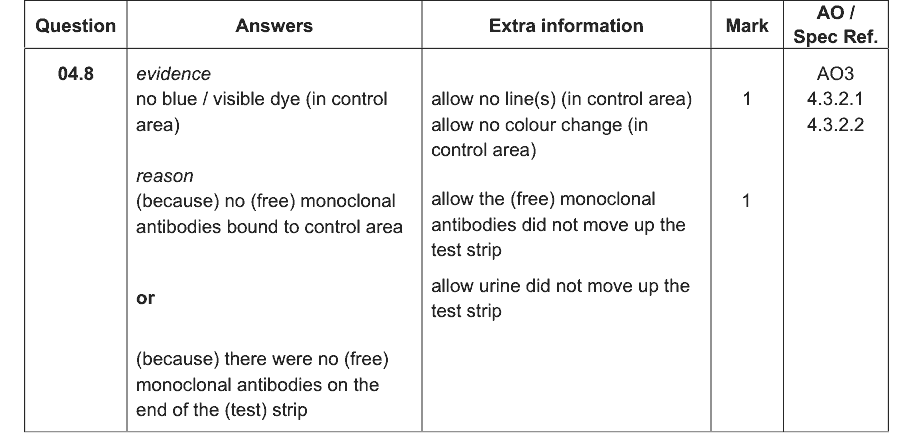 Question
Answers
Extra information
Mark
AO /
Spec Ref.
04.8
evidence
no blue / visible dye (in control
area)
allow no line(s) (in control area)
allow no colour change (in
control area)
1
AO3
4.3.2.1
4.3.2.2
reason
(because) no (free) monoclonal
antibodies bound to control area
allow the (free) monoclonal
antibodies did not move up the
test strip
1
or
allow urine did not move up the
test strip
(because) there were no (free)
monoclonal antibodies on the
end of the (test) strip